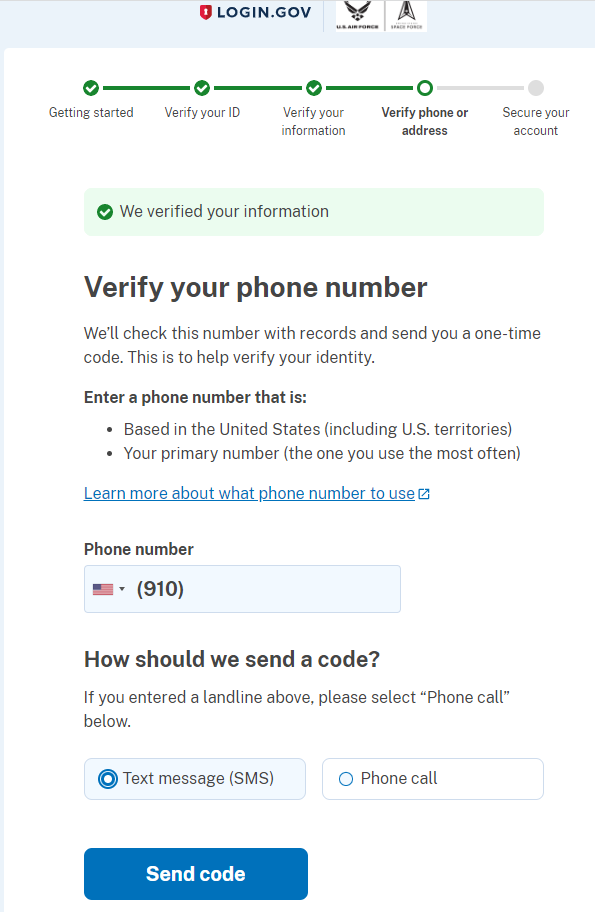 LOGIN.GOV
U.S. AIR FORCE
SPACE FORCE
Getting started
Verify your ID
Verify your
information
Verify phone or
address
Secure your
account
We verified your information
Verify your phone number
We’ll check this number with records and send you a one-time
code. This is to help verify your identity.
Enter a phone number that is:
• Based in the United States (including U.S. territories)
• Your primary number (the one you use the most often)
Learn more about what phone number to use
Phone number
(910)
How should we send a code?
If you entered a landline above, please select “Phone call”
below.
Text message (SMS)
Phone call
Send code